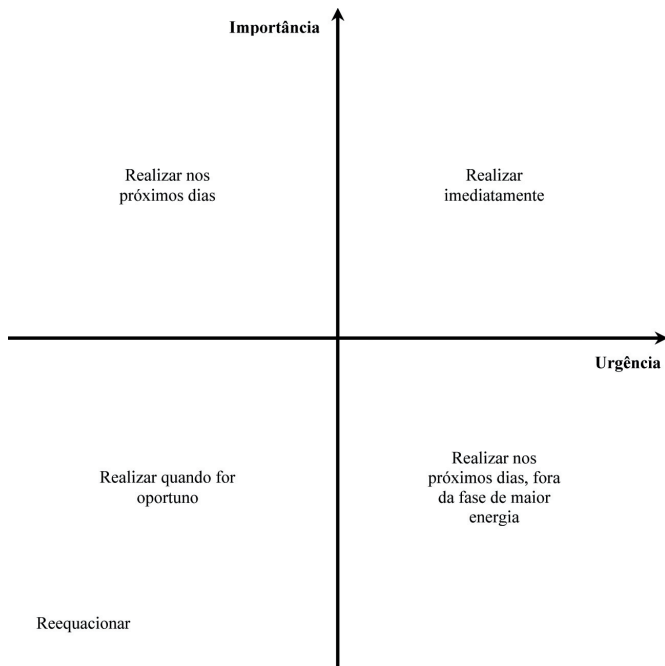 Importância
Realizar nos
próximos dias
Realizar
imediatamente
Urgência
Realizar quando for
oportuno
Realizar nos
próximos dias, fora
da fase de maior
energia
Reequacionar